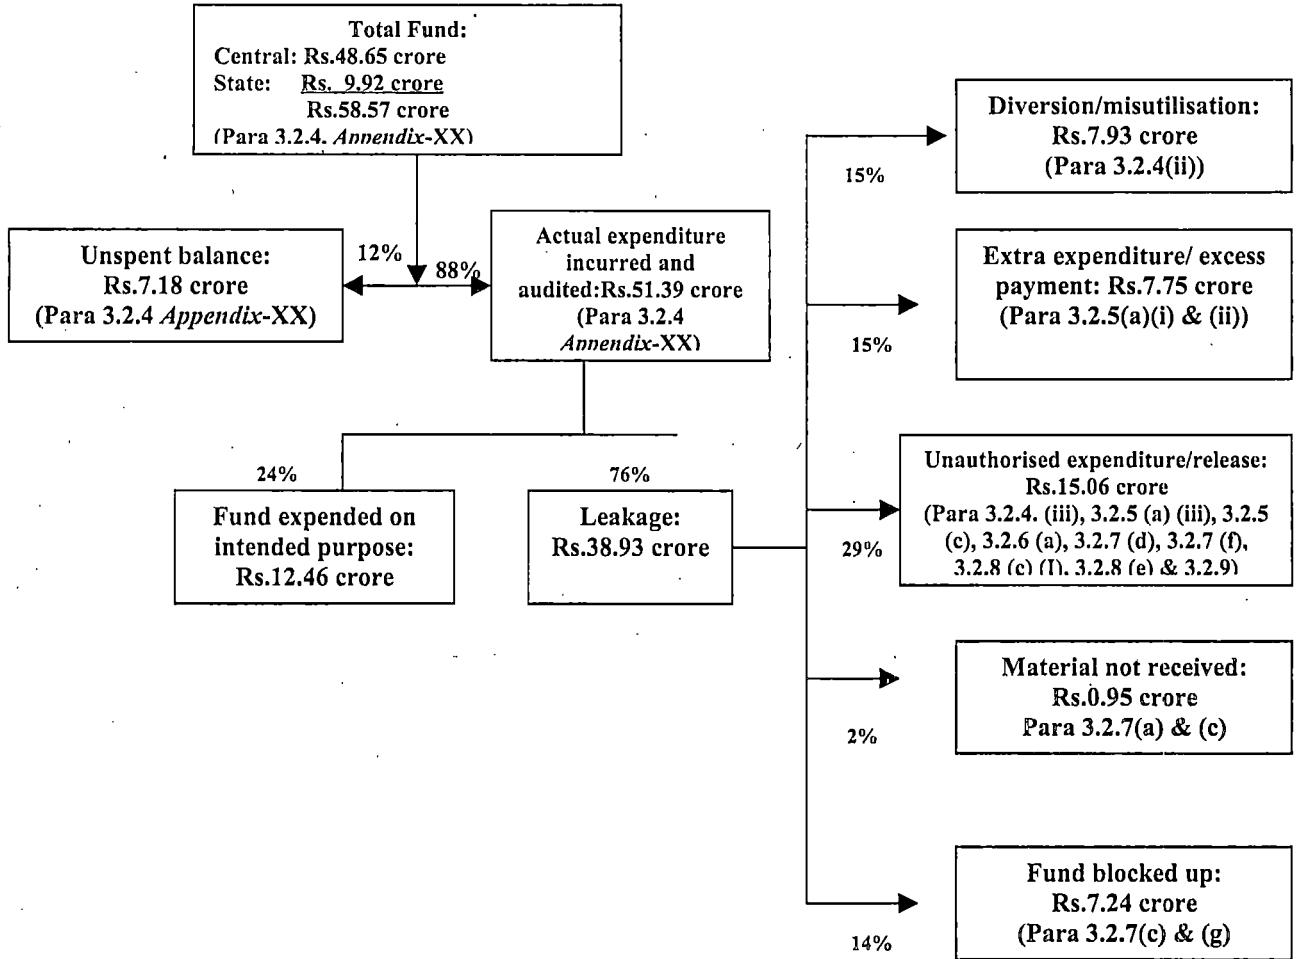 Total Fund:
Central: Rs.48.65 crore
State: Rs. 9.92 crore
Rs.58.57 crore
(Para 3.2.4. Appendix-XX)
Unspent balance:
Rs.7.18 crore
(Para 3.2.4 Appendix-XX)
12%
88%
Actual expenditure
incurred and
audited:Rs.51.39 crore
(Para 3.2.4
Appendix-XX)
24%
Fund expended on
intended purpose:
Rs.12.46 crore
76%
Leakage:
Rs.38.93 crore
15%
Diversion/misutilisation:
Rs.7.93 crore
(Para 3.2.4(ii))
15%
Extra expenditure/ excess
payment: Rs.7.75 crore
(Para 3.2.5(a)(i) & (ii))
29%
Unauthorised expenditure/release:
Rs.15.06 crore
(Para 3.2.4. (iii), 3.2.5 (a) (iii), 3.2.5
(c), 3.2.6 (a), 3.2.7 (d), 3.2.7 (f),
3.2.8 (c) (I), 3.2.8 (e) & 3.2.9)
2%
Material not received:
Rs.0.95 crore
Para 3.2.7(a) & (c)
14%
Fund blocked up:
Rs.7.24 crore
(Para 3.2.7(c) & (g)